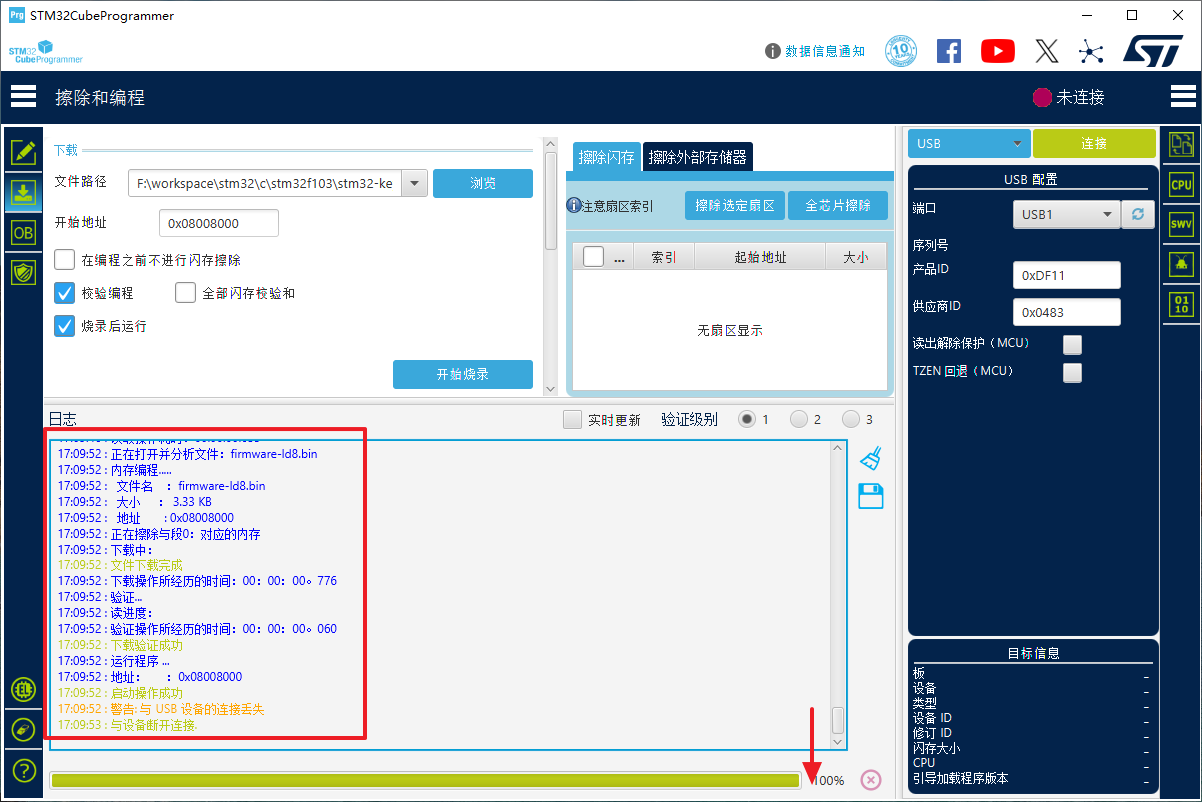 Prg STM32CubeProgrammer
STM32
CubeProgrammer
数据信息通知
10 YEARS
擦除和编程
未连接
下载
文件路径
F:\workspace\stm32\c\stm32f103\stm32-ke
浏览
开始地址
0x08008000
在编程之前不进行闪存擦除
校验编程
全部闪存校验和
烧录后运行
开始烧录
擦除闪存
擦除外部存储器
注意扇区索引
擦除选定扇区
全芯片擦除
...
索引
起始地址
大小
无扇区显示
USB
连接
USB 配置
端口
USB1
序列号
产品ID
0xDF11
供应商ID
0x0483
读出解除保护（MCU）
TZEN 回退（MCU）
OB
CPU
SWV
01
10
日志
实时更新
验证级别
1
2
3
17:09:52 : 正在打开并分析文件: firmware-ld8.bin
17:09:52 : 内存编程.....
17:09:52 : 文件名 : firmware-ld8.bin
17:09:52 : 大小 : 3.33 KB
17:09:52 : 地址 : 0x08008000
17:09:52 : 正在擦除与段0: 对应的内存
17:09:52 : 下载中:
17:09:52 : 文件下载完成
17:09:52 : 下载操作所经历的时间: 00: 00: 00。776
17:09:52 : 验证...
17:09:52 : 读进度:
17:09:52 : 验证操作所经历的时间: 00: 00: 00。060
17:09:52 : 下载验证成功
17:09:52 : 运行程序 ...
17:09:52 : 地址: : 0x08008000
17:09:52 : 启动操作成功
17:09:52 : 警告: 与 USB 设备的连接丢失
17:09:53 : 与设备断开连接.
100%
目标信息
板 -
设备 -
类型 -
设备 ID -
修订 ID -
闪存大小 -
CPU -
引导加载程序版本 -